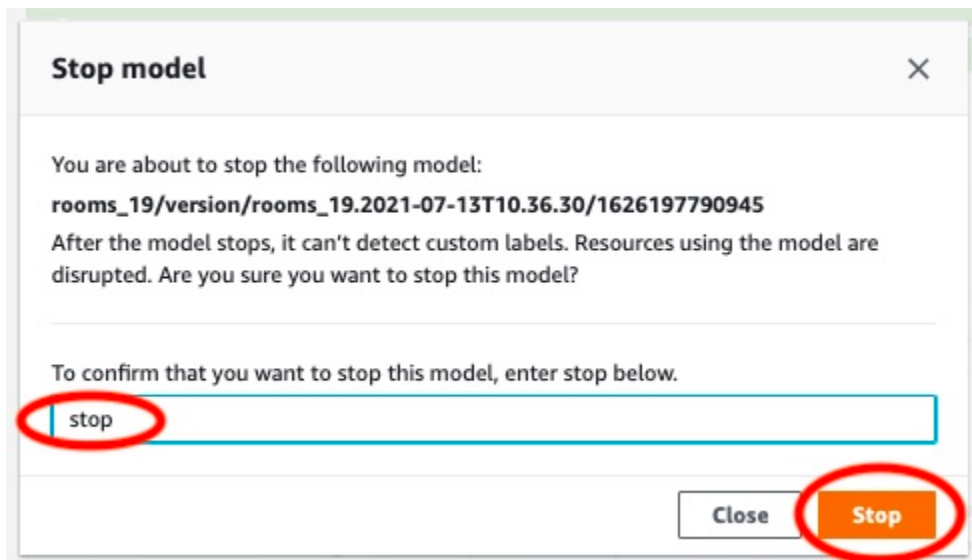 Stop model
You are about to stop the following model:
rooms_19/version/rooms_19.2021-07-13T10.36.30/1626197790945
After the model stops, it can't detect custom labels. Resources using the model are
disrupted. Are you sure you want to stop this model?
To confirm that you want to stop this model, enter stop below.
stop
Close Stop